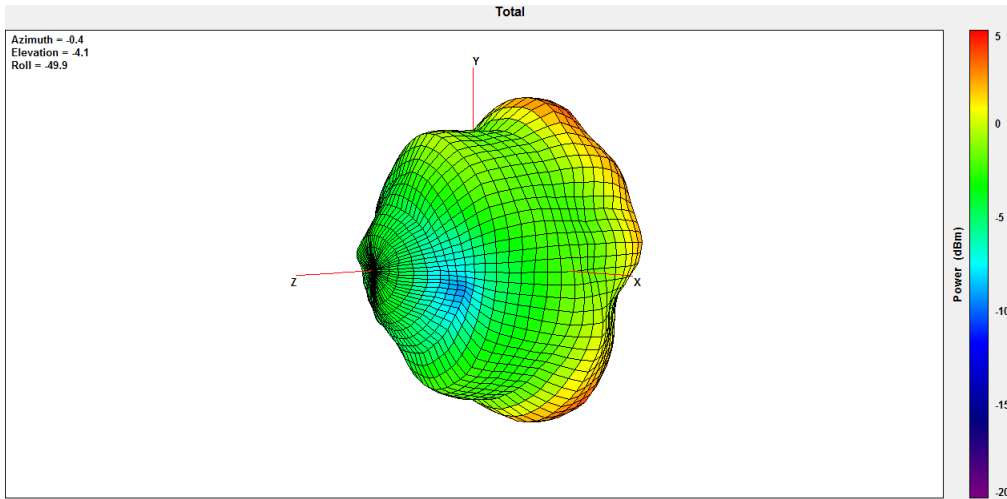 Total
Azimuth = -0.4
Elevation = -4.1
Roll = -49.9
Y
Z
X
5
0
-5
-10
-15
-20
Power (dBm)